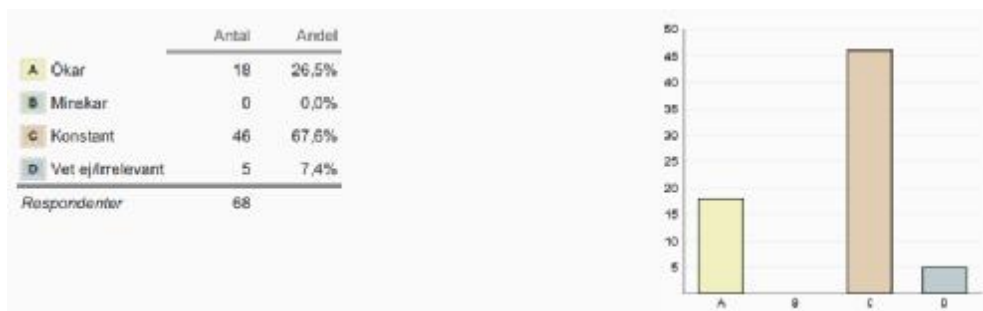 Antal Andel
A Ökar 18 26,5%
B Minskar 0 0,0%
C Konstant 46 67,6%
D Vet ej/Irrelevant 5 7,4%
Respondenter 68
50
45
40
35
30
25
20
15
10
5
A B C D